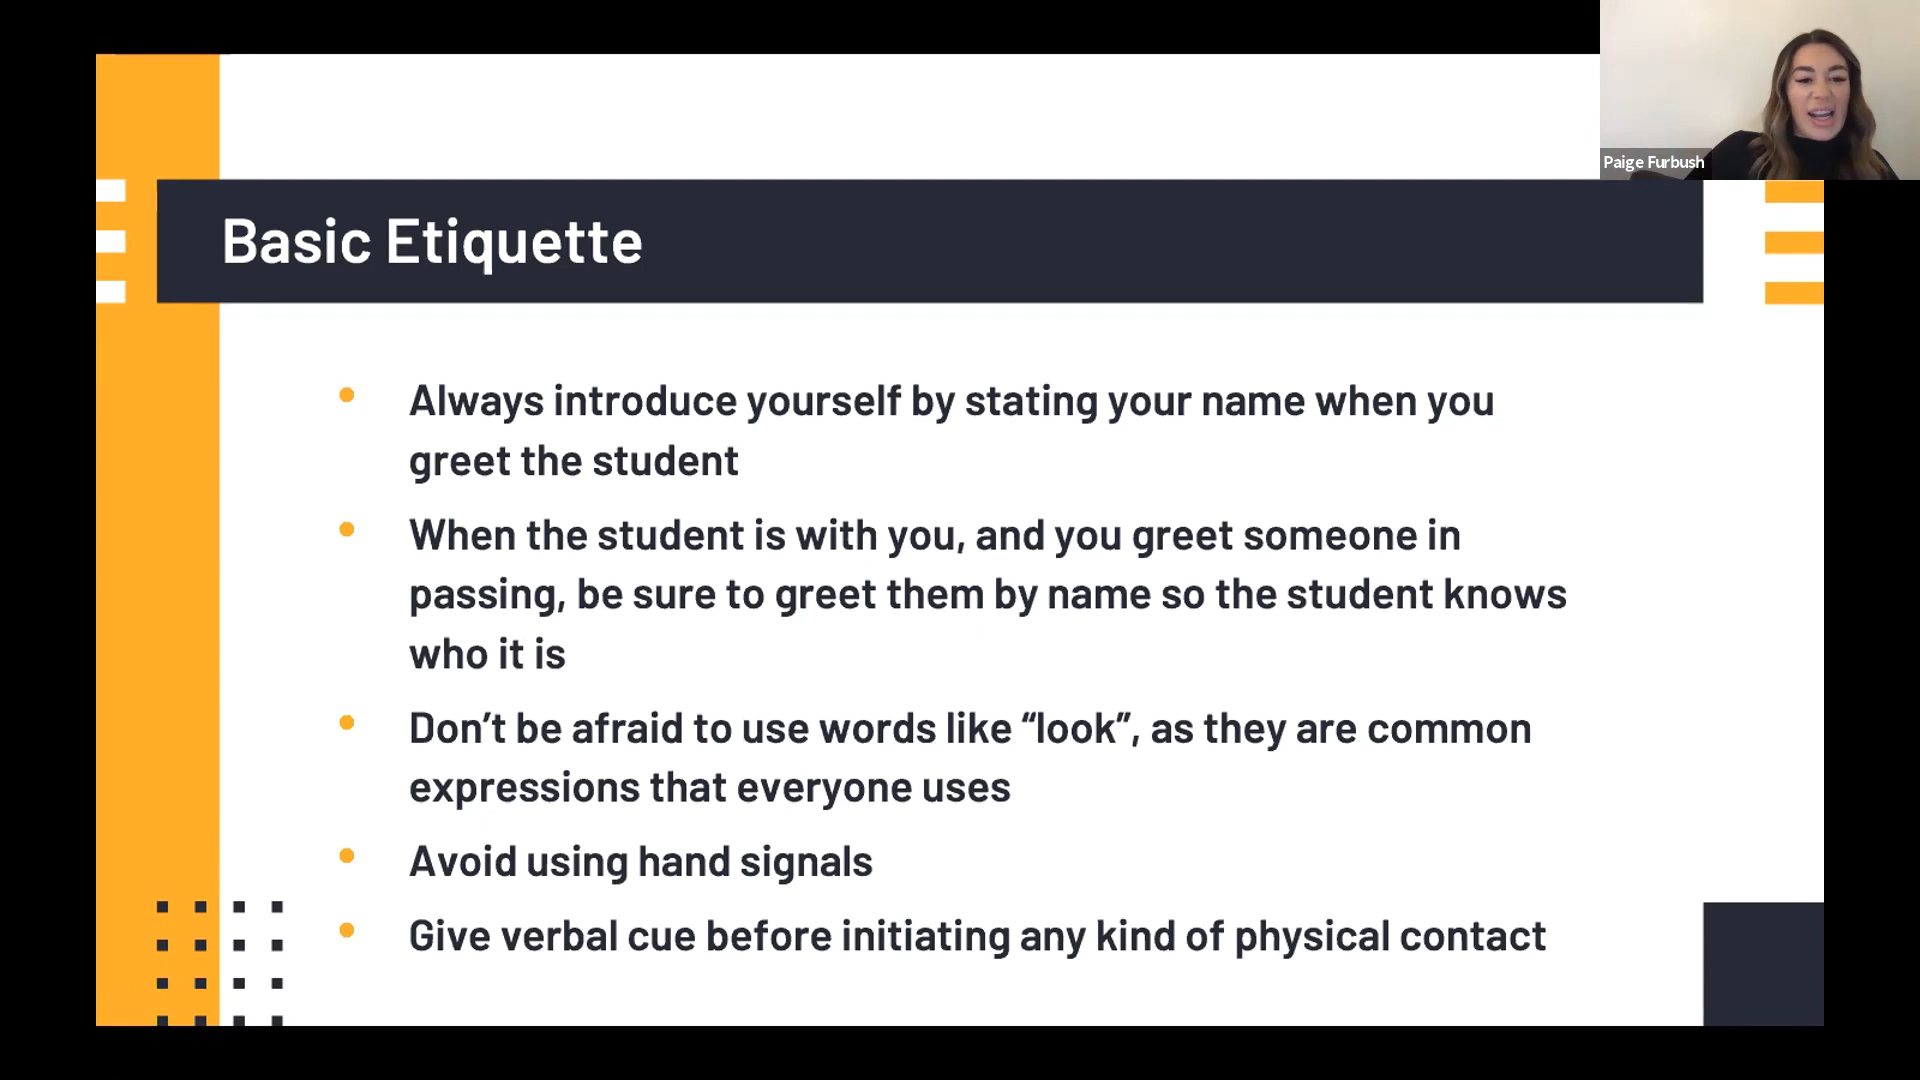 Paige Furbush
Basic Etiquette
• Always introduce yourself by stating your name when you
greet the student
• When the student is with you, and you greet someone in
passing, be sure to greet them by name so the student knows
who it is
• Don’t be afraid to use words like “look”, as they are common
expressions that everyone uses
• Avoid using hand signals
• Give verbal cue before initiating any kind of physical contact